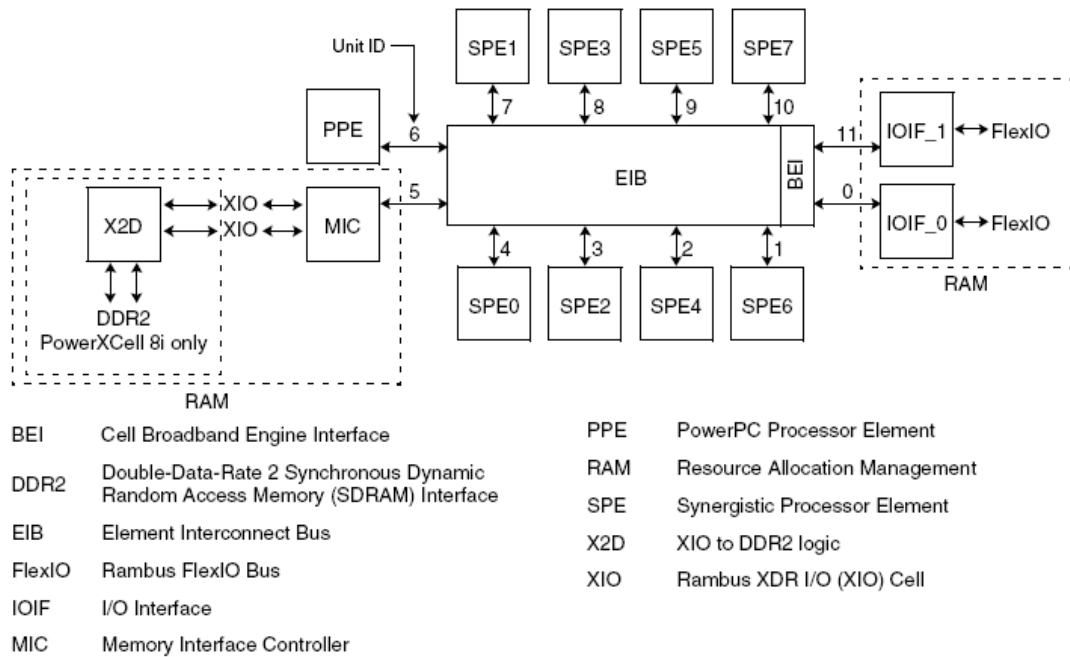 Unit ID
SPE1
SPE3
SPE5
SPE7
7
8
9
10
PPE
6
EIB
BEI
11
IOIF_1
FlexIO
X2D
XIO
XIO
MIC
5
0
IOIF_0
FlexIO
4
3
2
1
RAM
DDR2
PowerXCell 8i only
SPE0
SPE2
SPE4
SPE6
RAM
BEI Cell Broadband Engine Interface
DDR2 Double-Data-Rate 2 Synchronous Dynamic
Random Access Memory (SDRAM) Interface
EIB Element Interconnect Bus
FlexIO Rambus FlexIO Bus
IOIF I/O Interface
MIC Memory Interface Controller
PPE PowerPC Processor Element
RAM Resource Allocation Management
SPE Synergistic Processor Element
X2D XIO to DDR2 logic
XIO Rambus XDR I/O (XIO) Cell